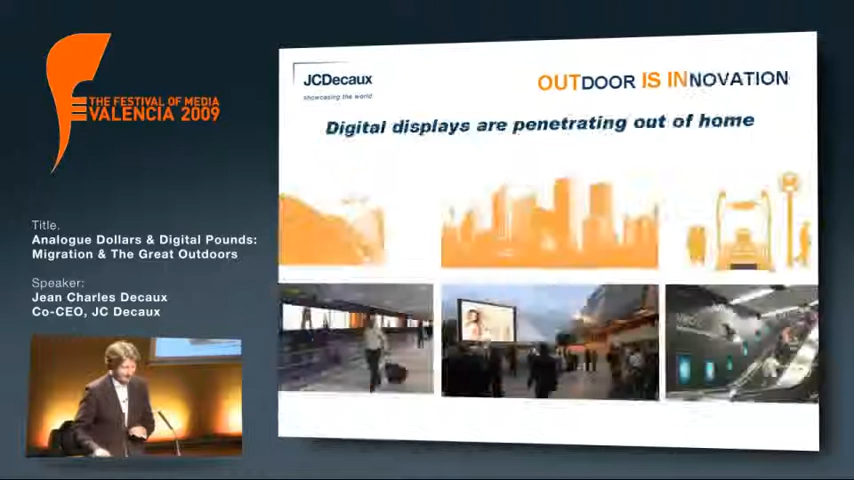 THE FESTIVAL OF MEDIA
VALENCIA 2009
Title.
Analogue Dollars & Digital Pounds:
Migration & The Great Outdoors
Speaker:
Jean Charles Decaux
Co-CEO, JC Decaux
JCDecaux
showcasing the world
OUTDOOR IS INNOVATION
Digital displays are penetrating out of home